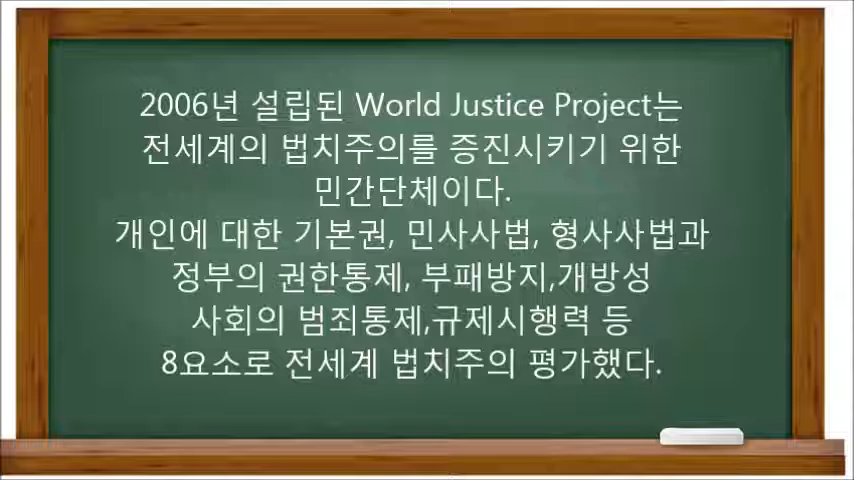 2006년 설립된 World Justice Project는
전세계의 법치주의를 증진시키기 위한
민간단체이다.
개인에 대한 기본권, 민사사법, 형사사법과
정부의 권한통제, 부패방지,개방성
사회의 범죄통제,규제시행력 등
8요소로 전세계 법치주의 평가했다.